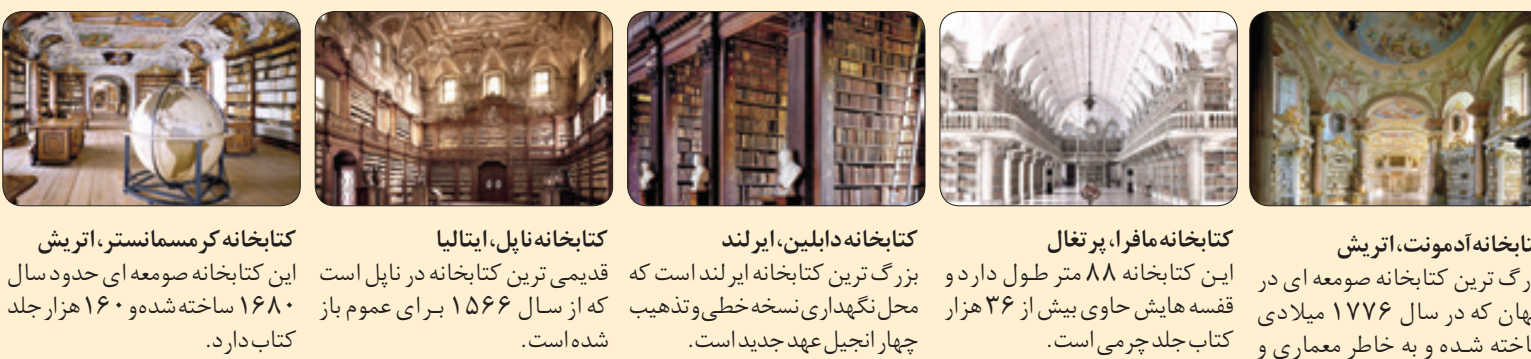 کتابخانه آدمونت، اتریش
بزرگ ترین کتابخانه صومعه ای در
جهان که در سال ۱۷۷۶ میلادی
ساخته شده و به خاطر معماری و
کتابخانه مافرا، پرتغال
این کتابخانه ۸۸ متر طول دارد و
قفسه هایش حاوی بیش از ۳۶ هزار
کتاب جلد چرمی است.
کتابخانه دابلین، ایرلند
بزرگ ترین کتابخانه ایرلند است که
محل نگهداری نسخه خطی و تذهیب
چهار انجیل عهد جدید است.
کتابخانه ناپل، ایتالیا
قدیمی ترین کتابخانه در ناپل است
که از سال ۱۵۶۶ برای عموم باز
شده است.
کتابخانه کرمسمانستر، اتریش
این کتابخانه صومعه ای حدود سال
۱۶۸۰ ساخته شده و ۱۶۰ هزار جلد
کتاب دارد.